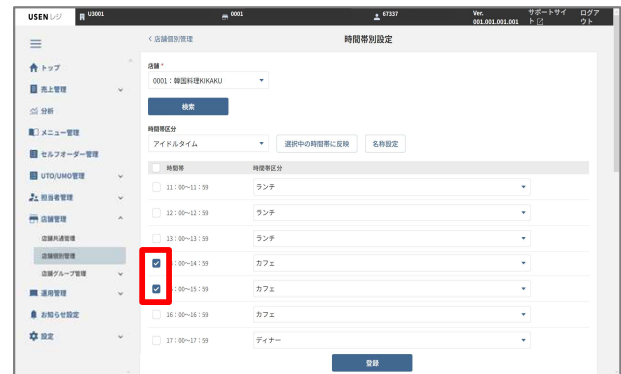 USEN レジ U3001 0001 67337 Ver. 001.001.001.001 サポートサイト ログアウト
< 店舗個別管理 時間帯別設定
トップ
売上管理
分析
メニュー管理
セルフオーダー管理
UTO/UMO管理
担当者管理
店舗管理
店舗共通管理
店舗個別管理
店舗グループ管理
運用管理
お知らせ設定
設定
店舗 *
0001：韓国料理KIKAKU
検索
時間帯区分
アイドルタイム 選択中の時間帯に反映 名称設定
時間帯 時間帯区分
11：00～11：59 ランチ
12：00～12：59 ランチ
13：00～13：59 ランチ
：00～14：59 カフェ
：00～15：59 カフェ
16：00～16：59 カフェ
17：00～17：59 ディナー
登録